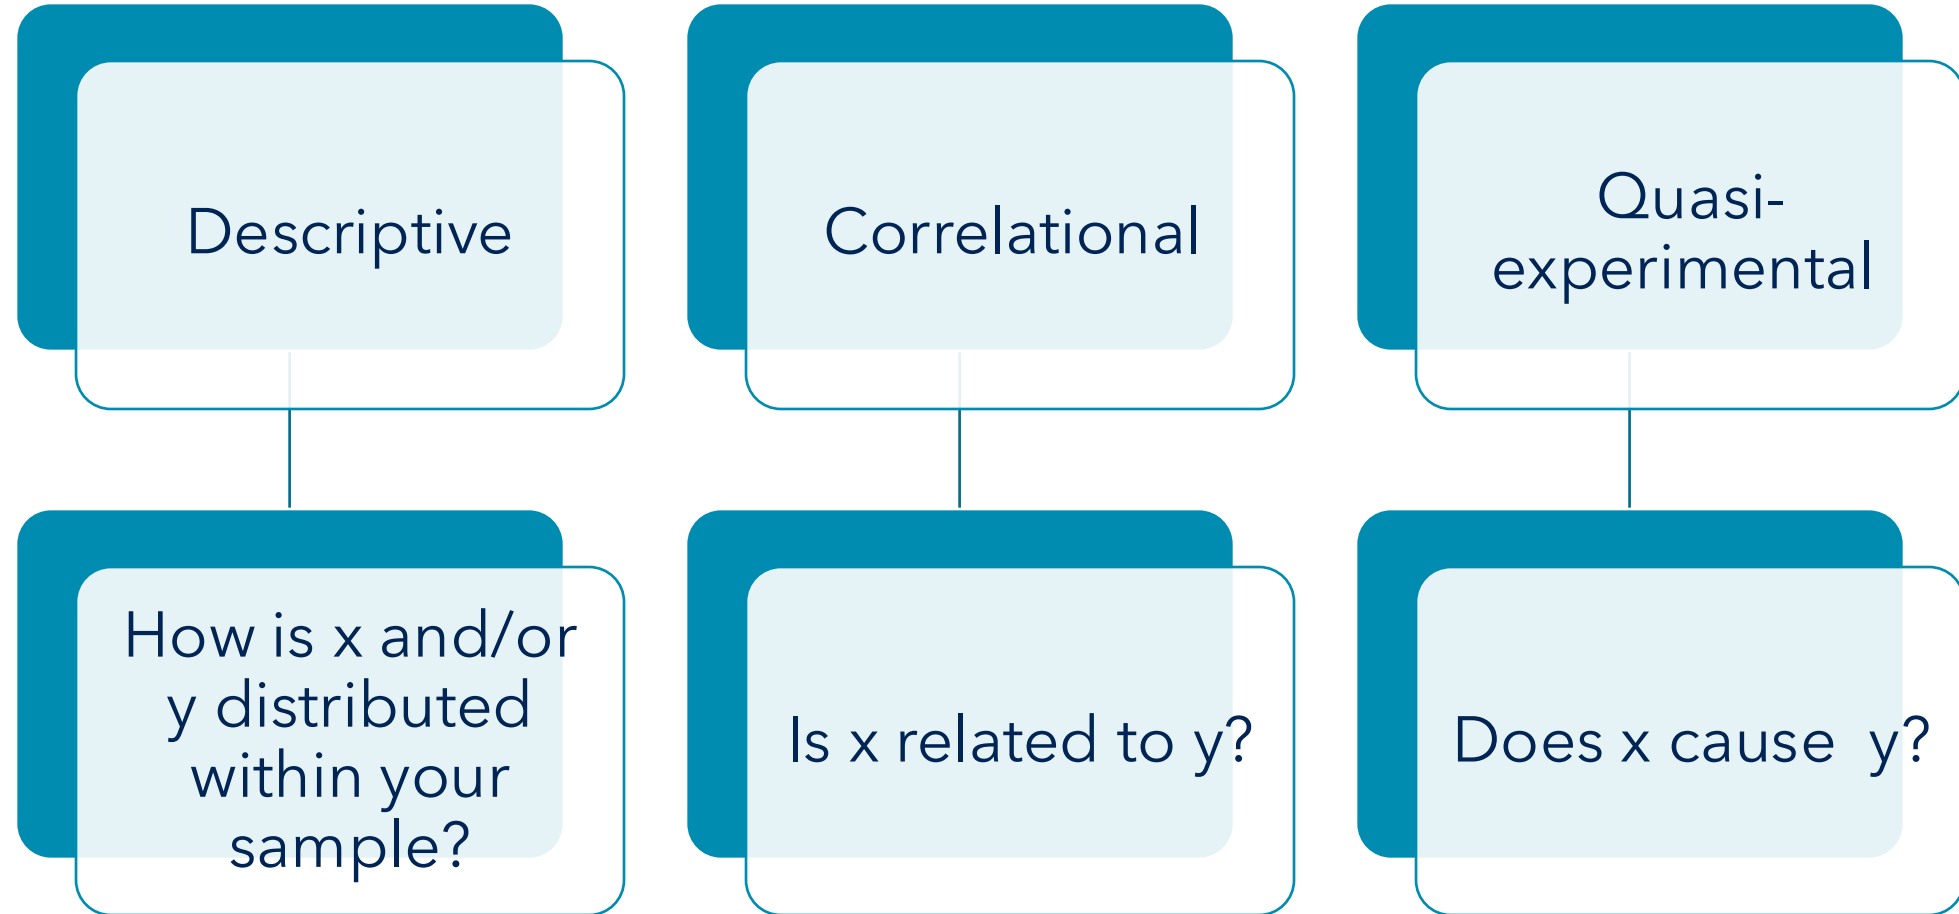 Descriptive
Correlational
Quasi-
experimental
How is x and/or
y distributed
within your
sample?
Is x related to y?
Does x cause  y?